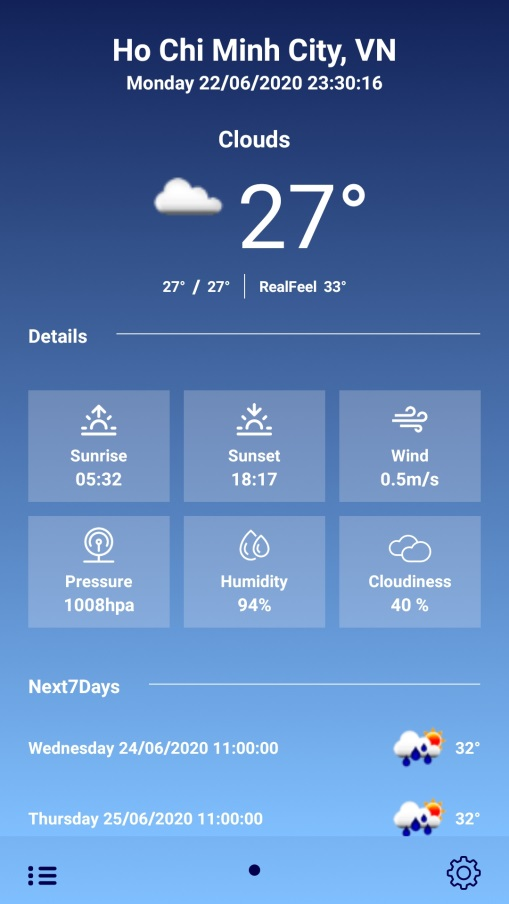 Ho Chi Minh City, VN
Monday 22/06/2020 23:30:16
Clouds
27°
27° / 27° | RealFeel 33°
Details
Sunrise
05:32
Sunset
18:17
Wind
0.5m/s
Pressure
1008hpa
Humidity
94%
Cloudiness
40 %
Next7Days
Wednesday 24/06/2020 11:00:00 32°
Thursday 25/06/2020 11:00:00 32°